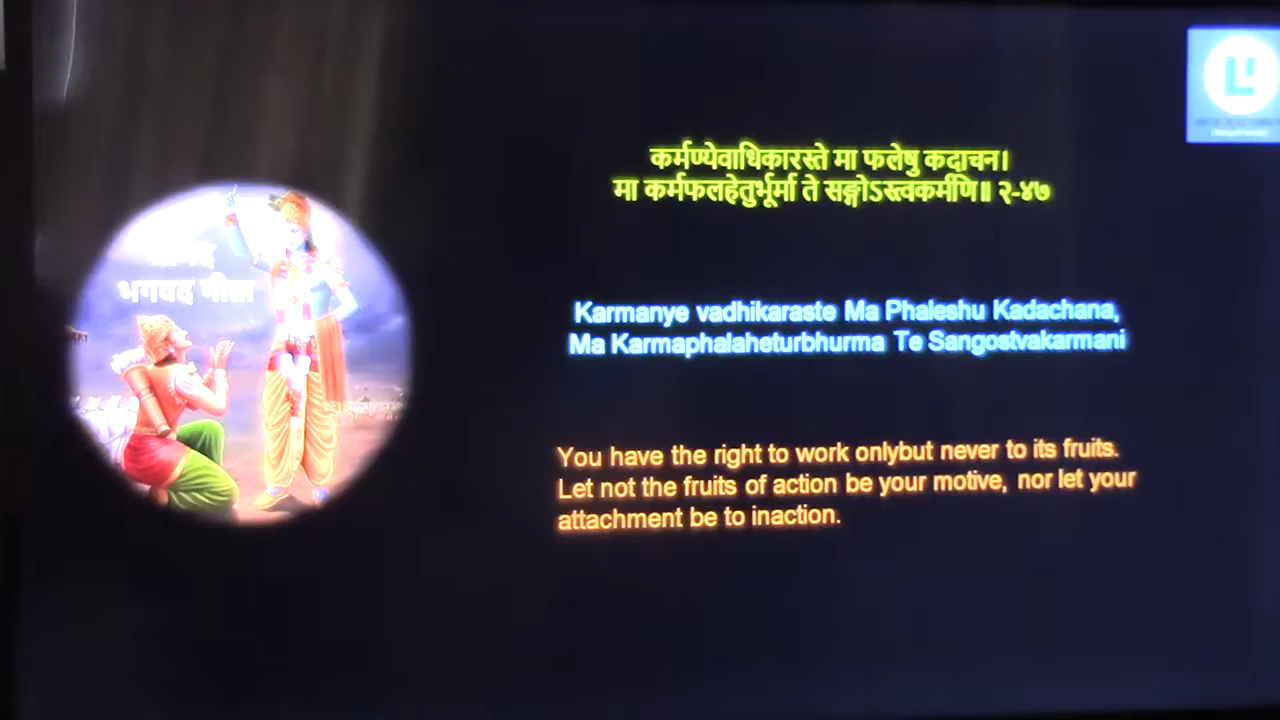 कर्मण्येवाधिकारस्ते मा फलेषु कदाचन।
मा कर्मफलहेतुर्भूर्मा ते सङ्गोऽस्त्वकर्मणि॥ २-४७
भगवद गीता
Karmanye vadhikaraste Ma Phaleshu Kadachana,
Ma Karmaphalaheturbhurma Te Sangostvakarmani
You have the right to work onlybut never to its fruits.
Let not the fruits of action be your motive, nor let your
attachment be to inaction.